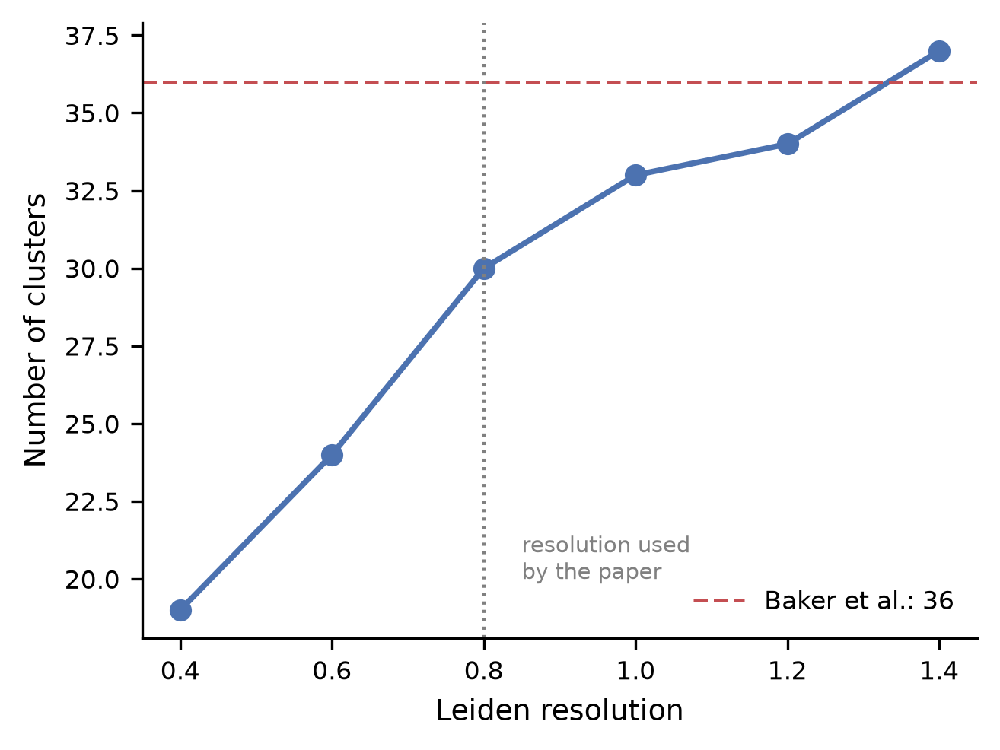 37.5
35.0
32.5
30.0
27.5
25.0
22.5
20.0
Number of clusters
resolution used
by the paper
Baker et al.: 36
0.4 0.6 0.8 1.0 1.2 1.4
Leiden resolution